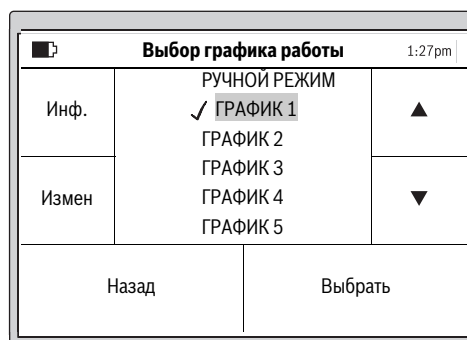 Выбор графика работы 1:27pm
РУЧНОЙ РЕЖИМ
Инф.
ГРАФИК 1
ГРАФИК 2
ГРАФИК 3
Измен
ГРАФИК 4
ГРАФИК 5
Назад
Выбрать